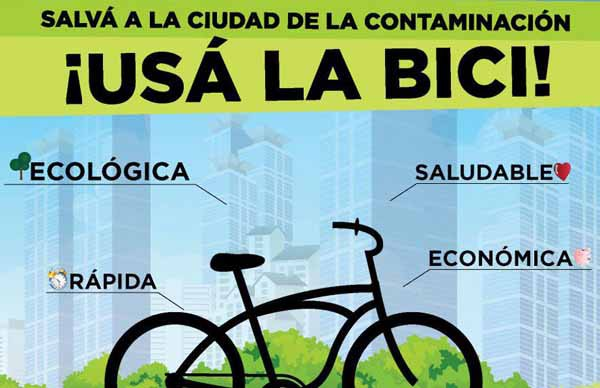 SALVÁ A LA CIUDAD DE LA CONTAMINACIÓN
¡USÁ LA BICI!
ECOLÓGICA
SALUDABLE
RÁPIDA
ECONÓMICA